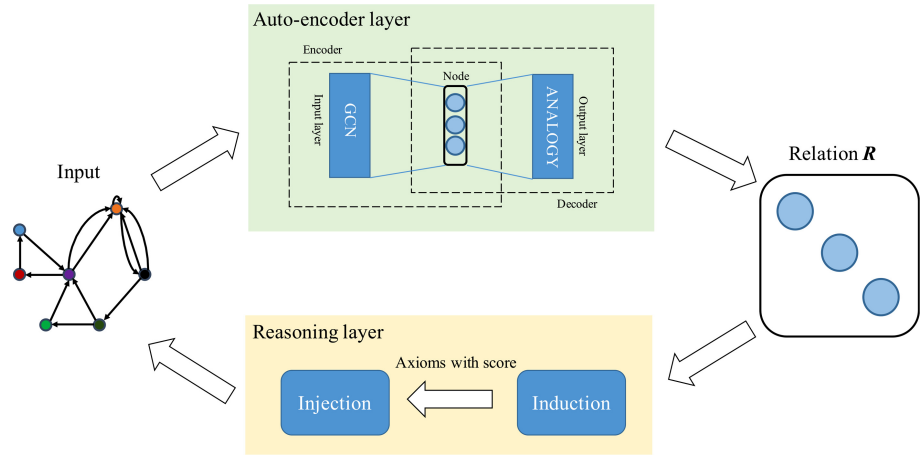 Auto-encoder layer
Encoder
Node
Input layer
GCN
ANALOGY
Output layer
Decoder
Input
Relation R
Reasoning layer
Axioms with score
Injection
Induction